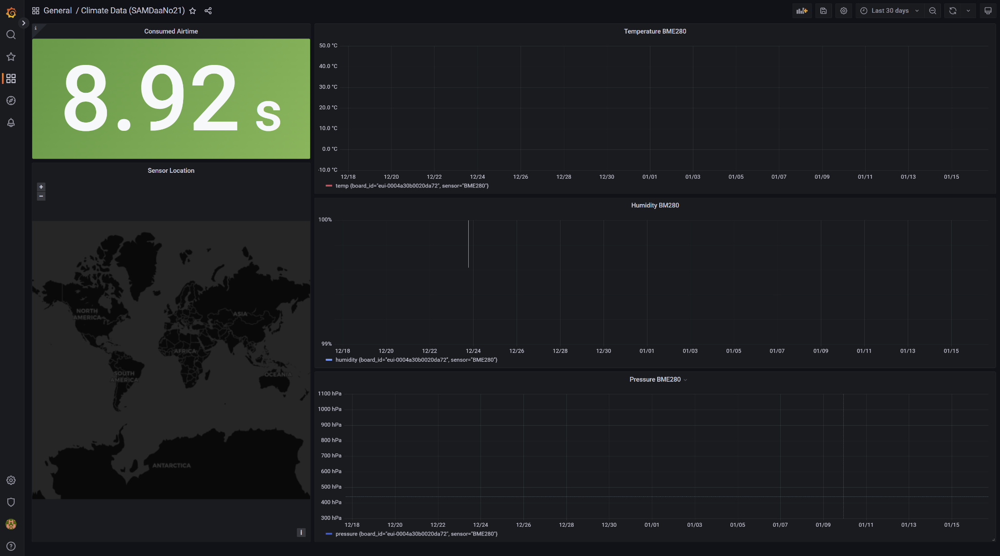 General / Climate Data (SAMDaaNo21)
Last 30 days
i
Consumed Airtime
8.92 s
Sensor Location
+
−
NORTH
AMERICA
ASIA
AFRICA
SOUTH
AMERICA
OCEANIA
ANTARCTICA
i
Temperature BME280
50.0 °C
40.0 °C
30.0 °C
20.0 °C
10.0 °C
0.0 °C
-10.0 °C
12/18 12/20 12/22 12/24 12/26 12/28 12/30 01/01 01/03 01/05 01/07 01/09 01/11 01/13 01/15
temp {board_id="eui-0004a30b0020da72", sensor="BME280"}
Humidity BM280
100%
99%
12/18 12/20 12/22 12/24 12/26 12/28 12/30 01/01 01/03 01/05 01/07 01/09 01/11 01/13 01/15
humidity {board_id="eui-0004a30b0020da72", sensor="BME280"}
Pressure BME280
1100 hPa
1000 hPa
900 hPa
800 hPa
700 hPa
600 hPa
500 hPa
400 hPa
300 hPa
12/18 12/20 12/22 12/24 12/26 12/28 12/30 01/01 01/03 01/05 01/07 01/09 01/11 01/13 01/15
pressure {board_id="eui-0004a30b0020da72", sensor="BME280"}